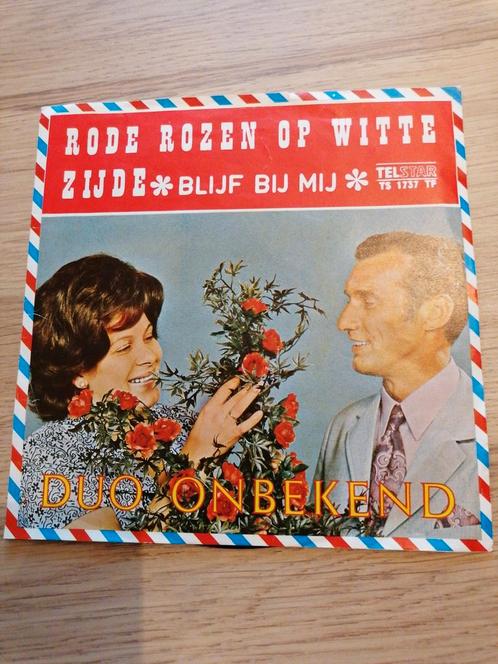 RODE ROZEN OP WITTE
ZIJDE * BLIJF BIJ MIJ *
TELSTAR
TS 1737 TF
DUO ONBEKEND